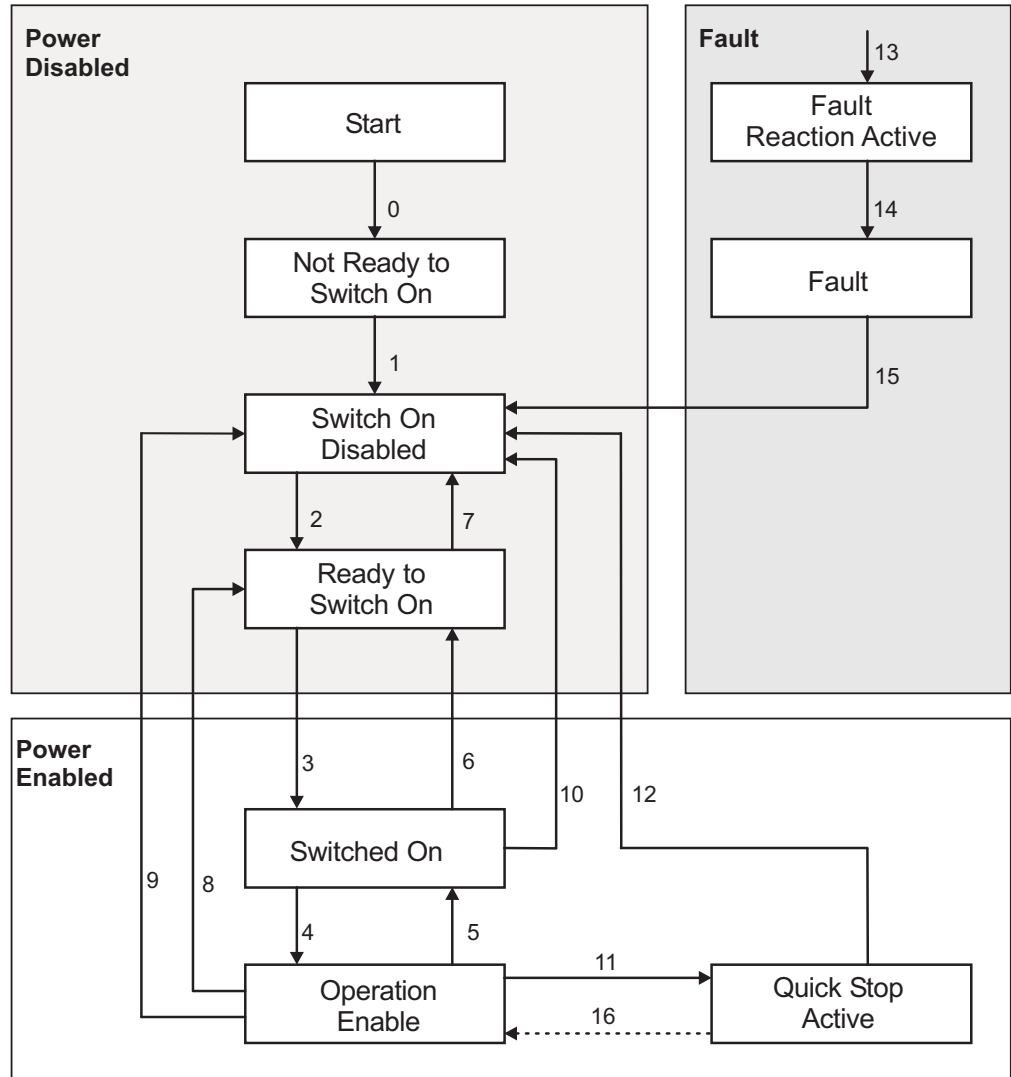 Power
Disabled
Start
0
Not Ready to
Switch On
1
Switch On
Disabled
2
7
Ready to
Switch On
Fault
13
Fault
Reaction Active
14
Fault
15
Power
Enabled
3
6
10
12
Switched On
9
8
4
5
Operation
Enable
11
16
Quick Stop
Active